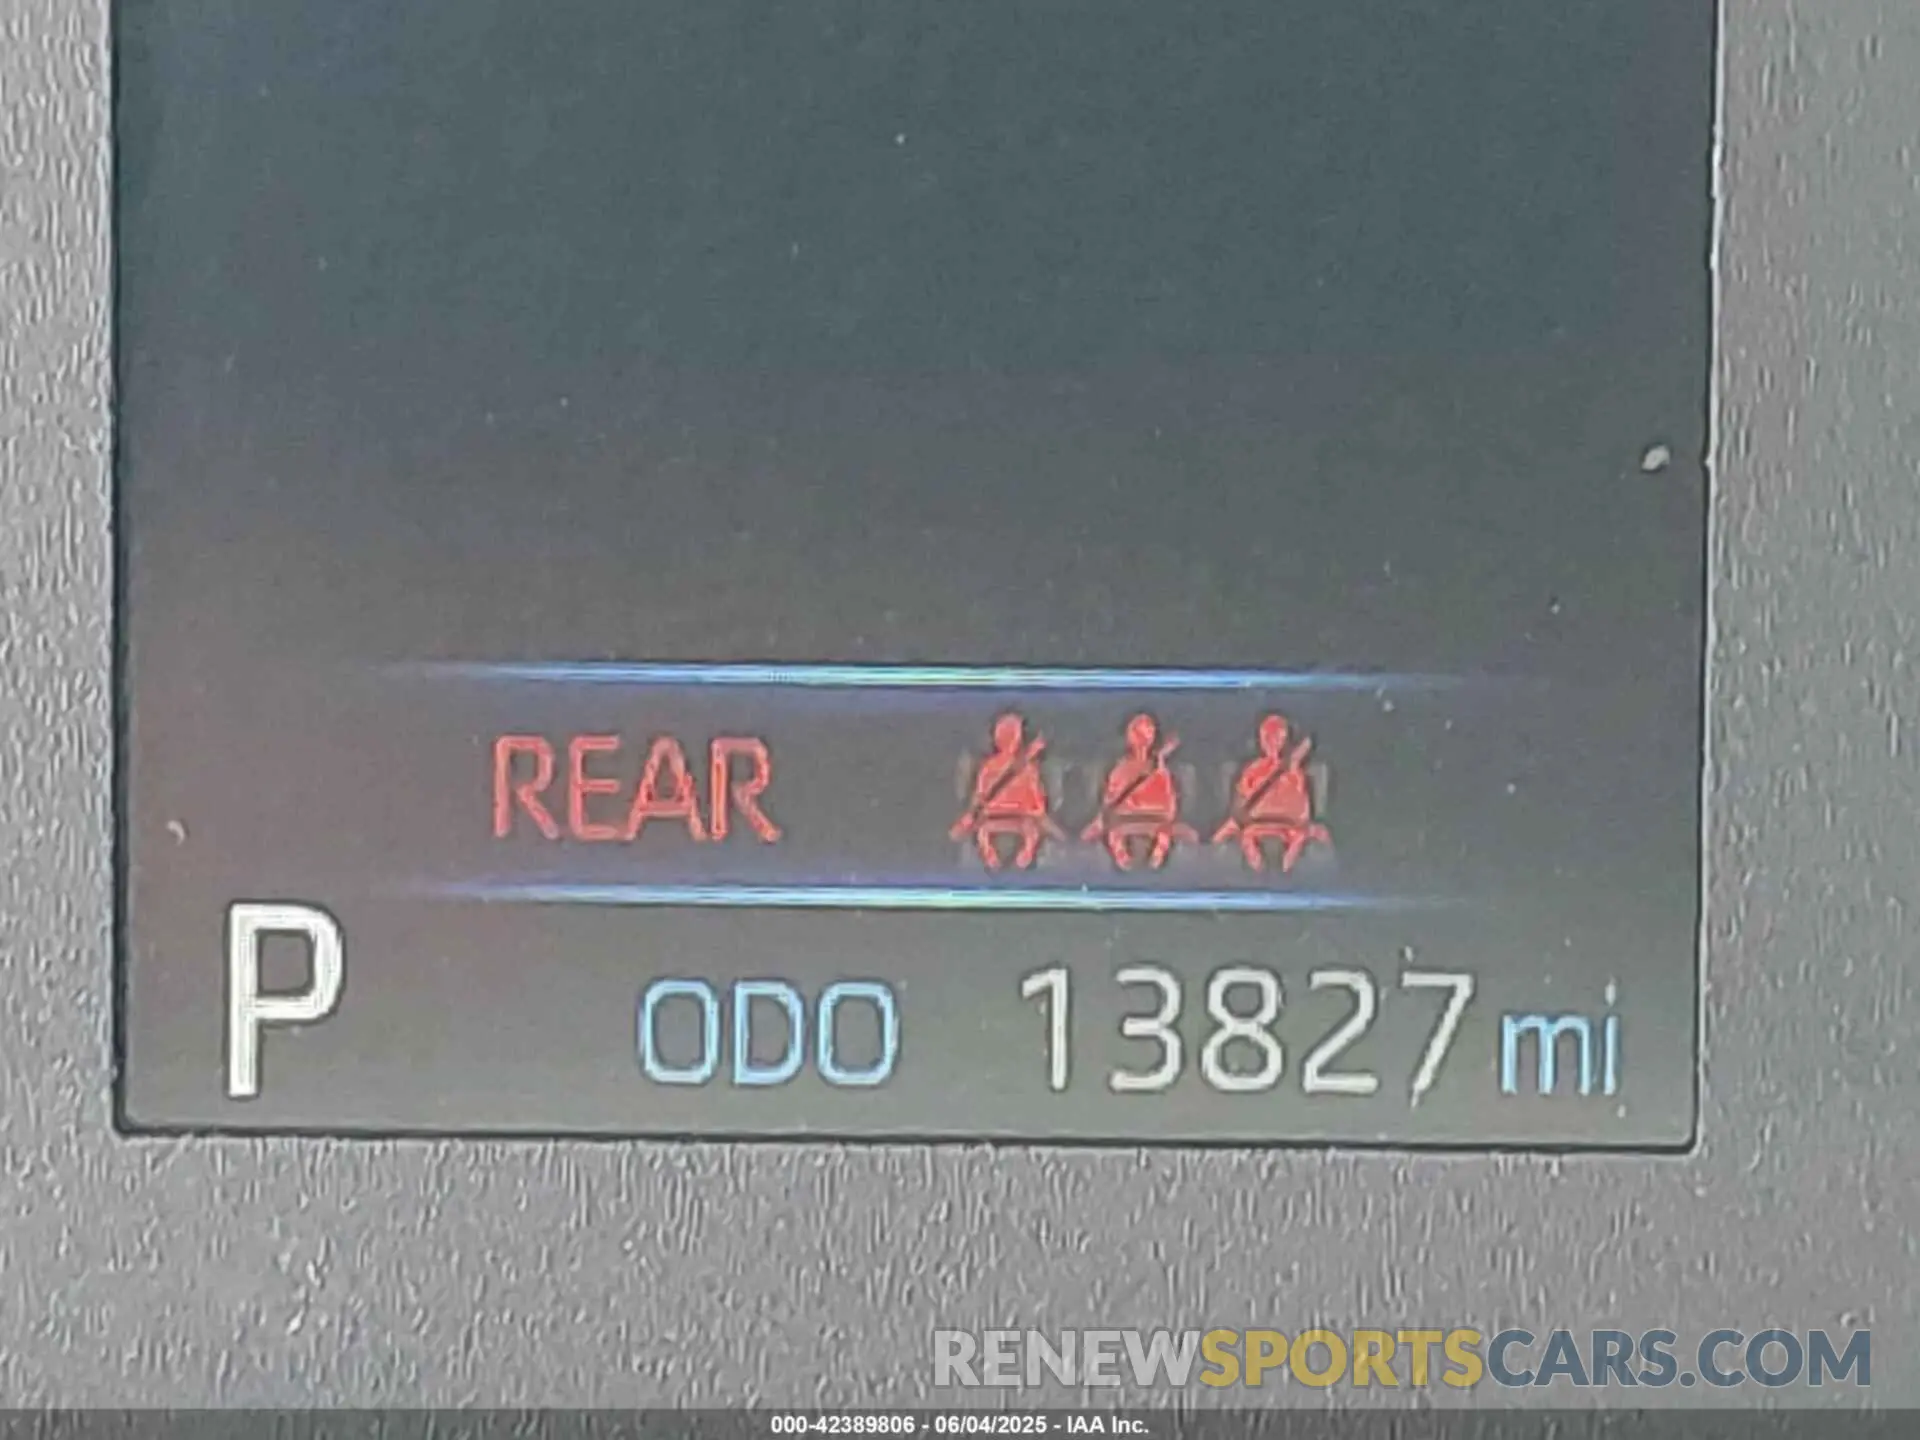 REAR
P ODO 13827 mi
RENEWSPORTSCARS.COM
000-42389806 - 06/04/2025 - IAA Inc.